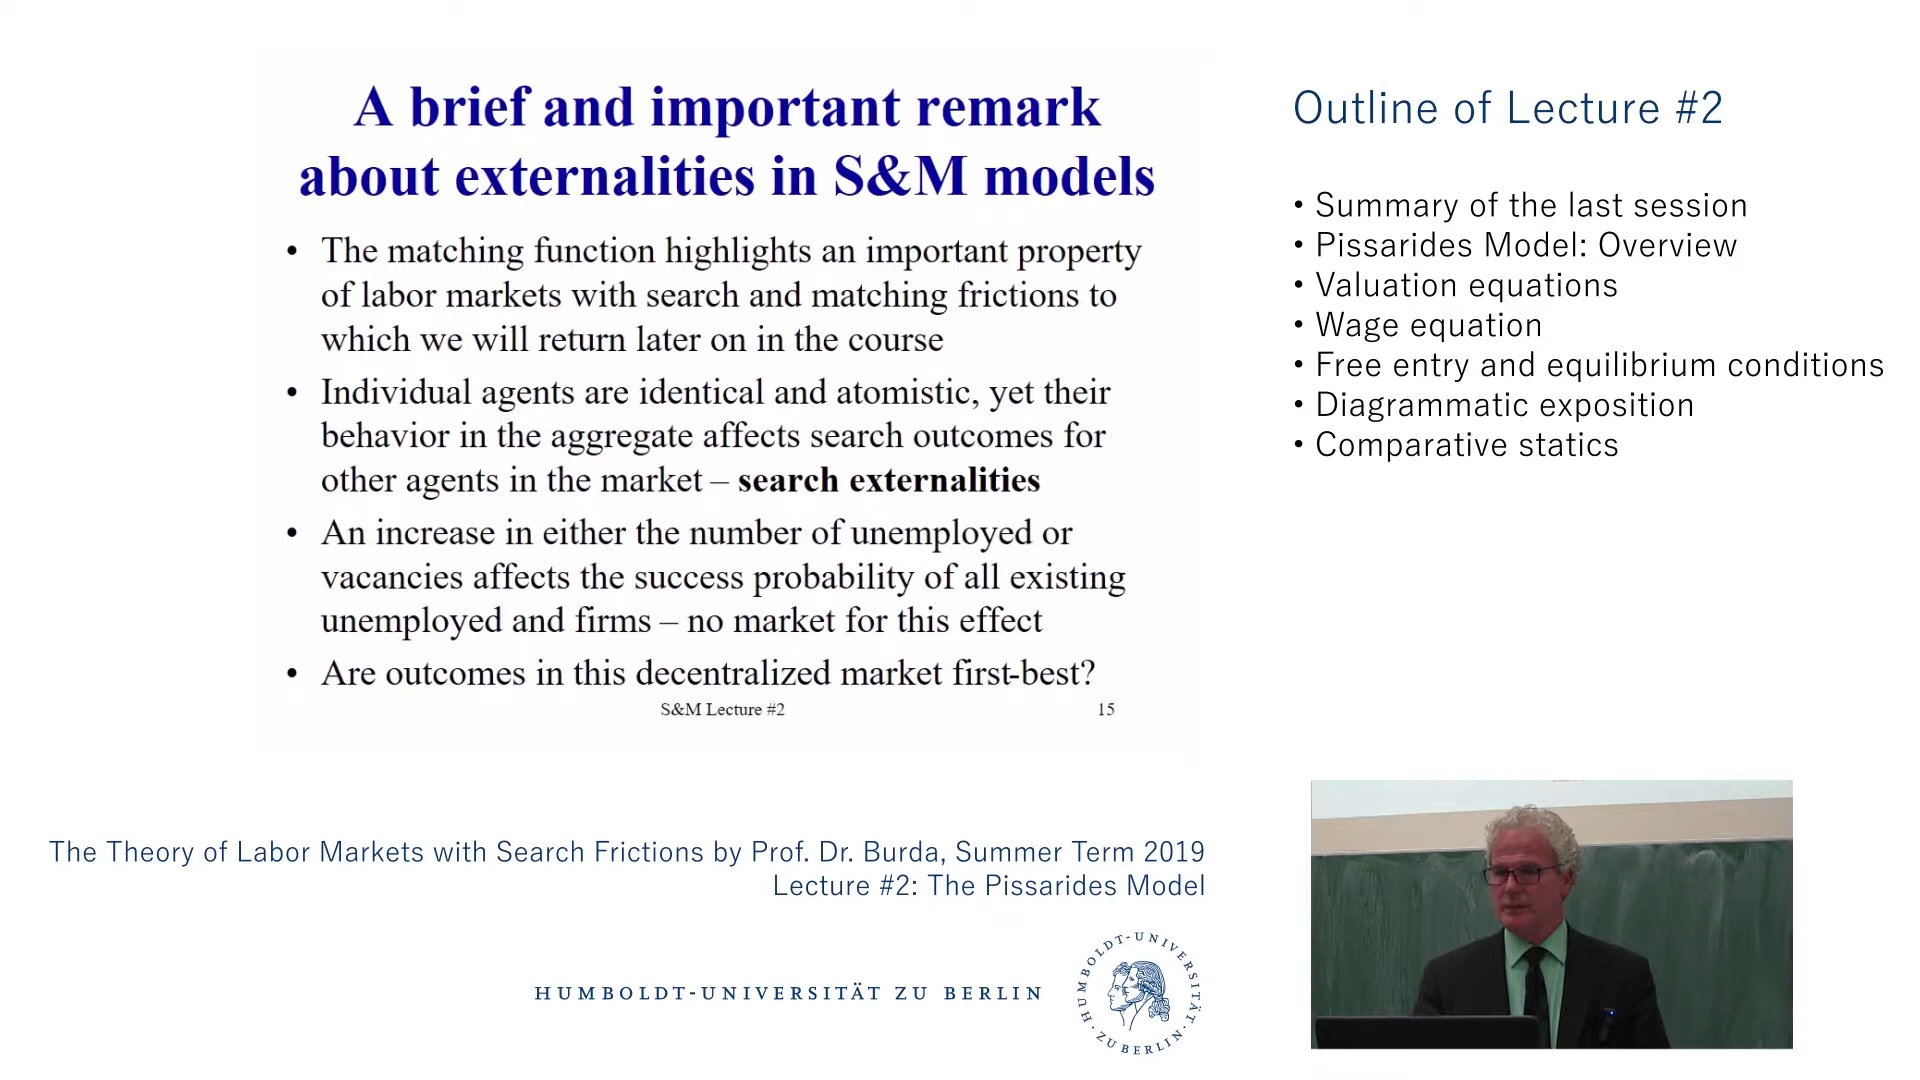 A brief and important remark
about externalities in S&M models
• The matching function highlights an important property
of labor markets with search and matching frictions to
which we will return later on in the course
• Individual agents are identical and atomistic, yet their
behavior in the aggregate affects search outcomes for
other agents in the market – search externalities
• An increase in either the number of unemployed or
vacancies affects the success probability of all existing
unemployed and firms – no market for this effect
• Are outcomes in this decentralized market first-best?
S&M Lecture #2
15
Outline of Lecture #2
• Summary of the last session
• Pissarides Model: Overview
• Valuation equations
• Wage equation
• Free entry and equilibrium conditions
• Diagrammatic exposition
• Comparative statics
The Theory of Labor Markets with Search Frictions by Prof. Dr. Burda, Summer Term 2019
Lecture #2: The Pissarides Model
HUMBOLDT-UNIVERSITÄT ZU BERLIN
HUMBOLDT-UNIVERSITÄT · ZU BERLIN ·